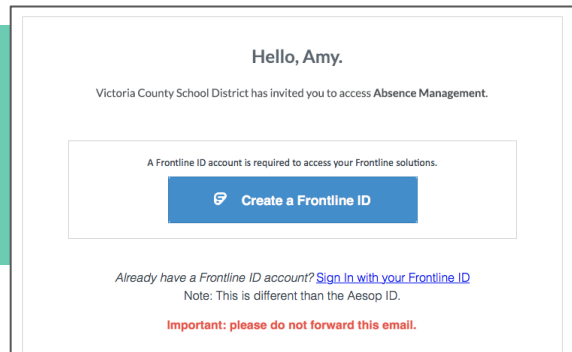 Hello, Amy.
Victoria County School District has invited you to access Absence Management.
A Frontline ID account is required to access your Frontline solutions.
Create a Frontline ID
Already have a Frontline ID account? Sign In with your Frontline ID
Note: This is different than the Aesop ID.
Important: please do not forward this email.